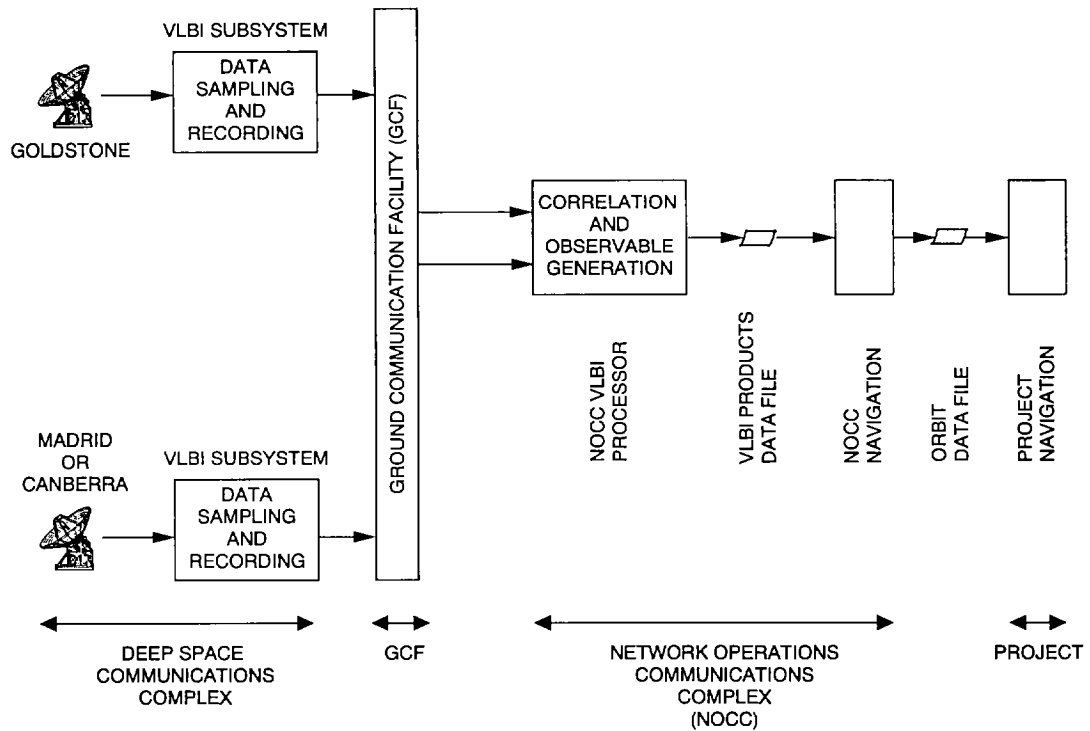 VLBI SUBSYSTEM
DATA
SAMPLING
AND
RECORDING
GOLDSTONE
GROUND COMMUNICATION FACILITY (GCF)
CORRELATION
AND
OBSERVABLE
GENERATION
NOCC VLBI
PROCESSOR
VLBI PRODUCTS
DATA FILE
NOCC
NAVIGATION
ORBIT
DATA FILE
PROJECT
NAVIGATION
MADRID
OR
CANBERRA
VLBI SUBSYSTEM
DATA
SAMPLING
AND
RECORDING
DEEP SPACE
COMMUNICATIONS
COMPLEX
GCF
NETWORK OPERATIONS
COMMUNICATIONS
COMPLEX
(NOCC)
PROJECT